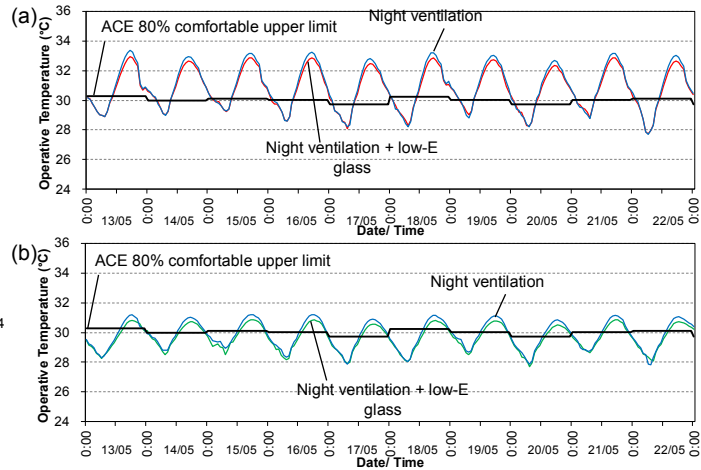 (a)
ACE 80% comfortable upper limit
Night ventilation
Night ventilation + low-E
glass
Operative Temperature (°C)
36
34
32
30
28
26
24
0:00 13/05 0:00 14/05 0:00 15/05 0:00 16/05 0:00 17/05 0:00 18/05 0:00 19/05 0:00 20/05 0:00 21/05 0:00 22/05 0:00
Date/ Time
4
(b)
ACE 80% comfortable upper limit
Night ventilation
Night ventilation + low-E
glass
Operative Temperature (°C)
36
34
32
30
28
26
24
0:00 13/05 0:00 14/05 0:00 15/05 0:00 16/05 0:00 17/05 0:00 18/05 0:00 19/05 0:00 20/05 0:00 21/05 0:00 22/05 0:00
Date/ Time